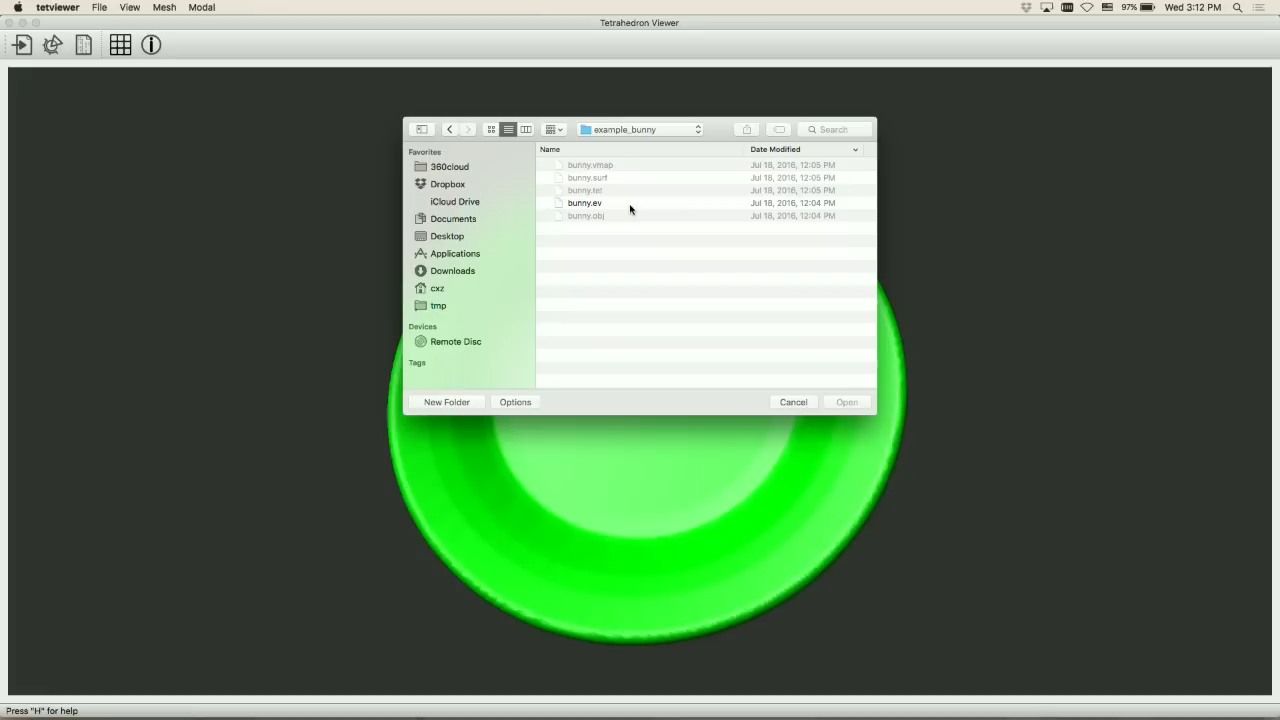 tetviewer File View Mesh Modal 97% Wed 3:12 PM
Tetrahedron Viewer
example_bunny Search
Favorites
360cloud
Dropbox
iCloud Drive
Documents
Desktop
Applications
Downloads
cxz
tmp
Devices
Remote Disc
Tags
Name Date Modified
bunny.vmap Jul 18, 2016, 12:05 PM
bunny.surf Jul 18, 2016, 12:05 PM
bunny.tet Jul 18, 2016, 12:05 PM
bunny.ev Jul 18, 2016, 12:04 PM
bunny.obj Jul 18, 2016, 12:04 PM
New Folder Options Cancel Open
Press "H" for help